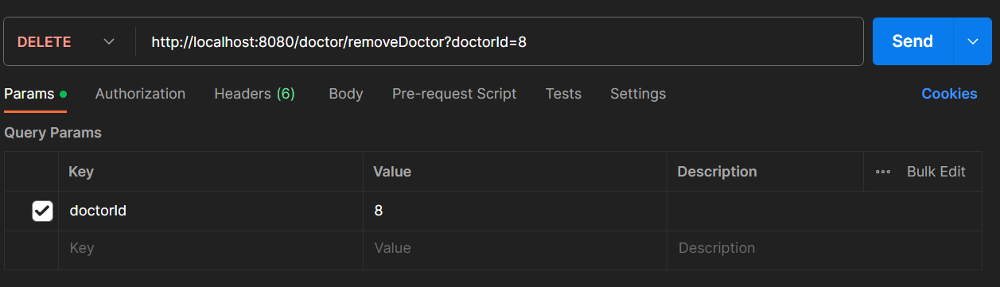 DELETE http://localhost:8080/doctor/removeDoctor?doctorId=8 Send
Params Authorization Headers (6) Body Pre-request Script Tests Settings Cookies
Query Params
Key Value Description Bulk Edit
doctorId 8
Key Value Description